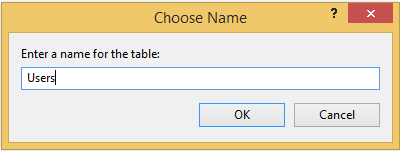 Choose Name
?
Enter a name for the table:
Users
OK Cancel